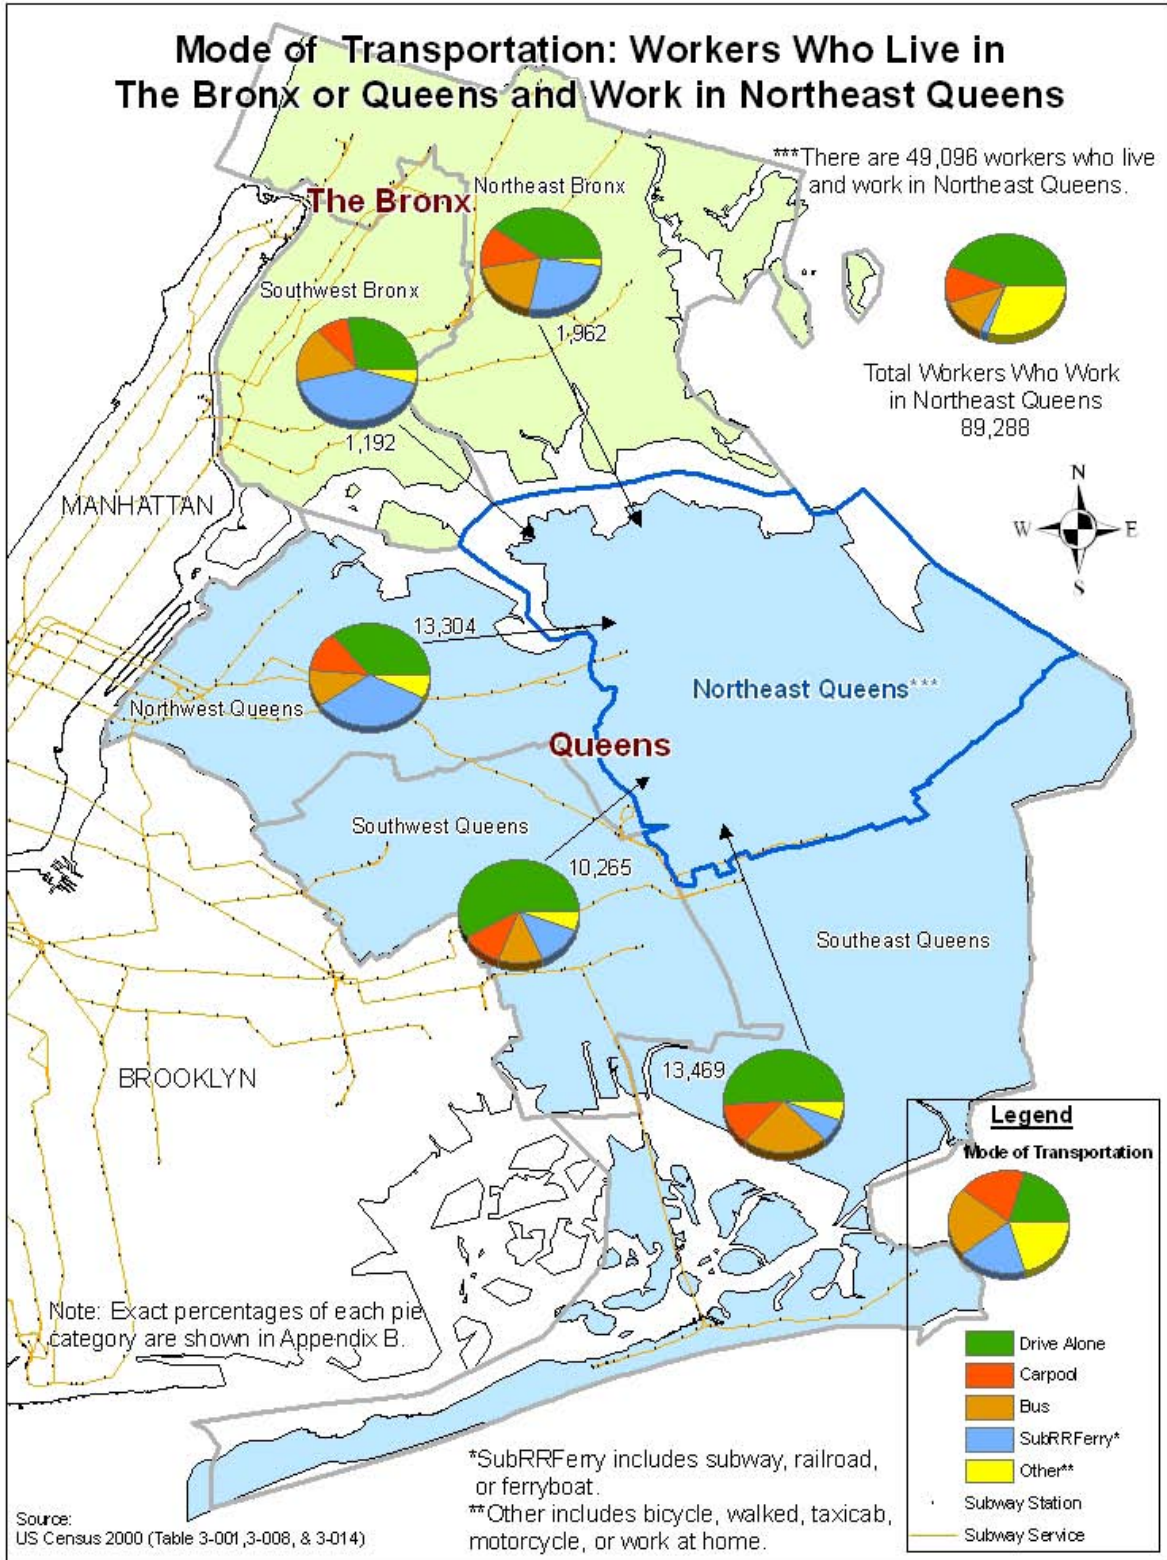 Mode of Transportation: Workers Who Live in
The Bronx or Queens and Work in Northeast Queens
***There are 49,096 workers who live
and work in Northeast Queens.
Northeast Bronx
The Bronx
Southwest Bronx
1,962
Total Workers Who Work
in Northeast Queens
89,288
1,192
MANHATTAN
N
W
E
S
13,304
Northeast Queens***
Northwest Queens
Queens
Southwest Queens
10,265
Southeast Queens
13,469
BROOKLYN
Legend
Mode of Transportation
Drive Alone
Carpool
Bus
SubRRFerry*
Other**
Subway Station
Subway Service
Note: Exact percentages of each pie
category are shown in Appendix B.
*SubRRFerry includes subway, railroad,
or ferryboat.
**Other includes bicycle, walked, taxicab,
motorcycle, or work at home.
Source:
US Census 2000 (Table 3-001,3-008, & 3-014)